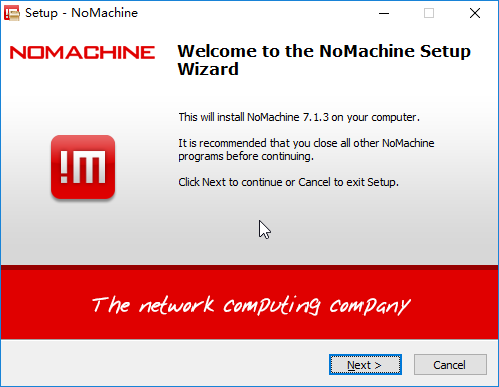 Setup - NoMachine
NOMACHINE
Welcome to the NoMachine Setup
Wizard
This will install NoMachine 7.1.3 on your computer.
It is recommended that you close all other NoMachine
programs before continuing.
Click Next to continue or Cancel to exit Setup.
!M
The network computing company
Next >
Cancel